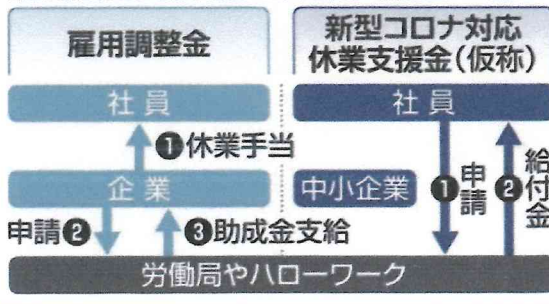 雇用調整金
社員
❶休業手当
企業
申請❷
❸助成金支給
新型コロナ対応
休業支援金(仮称)
社員
中小企業
❶申請
❷給付金
労働局やハローワーク